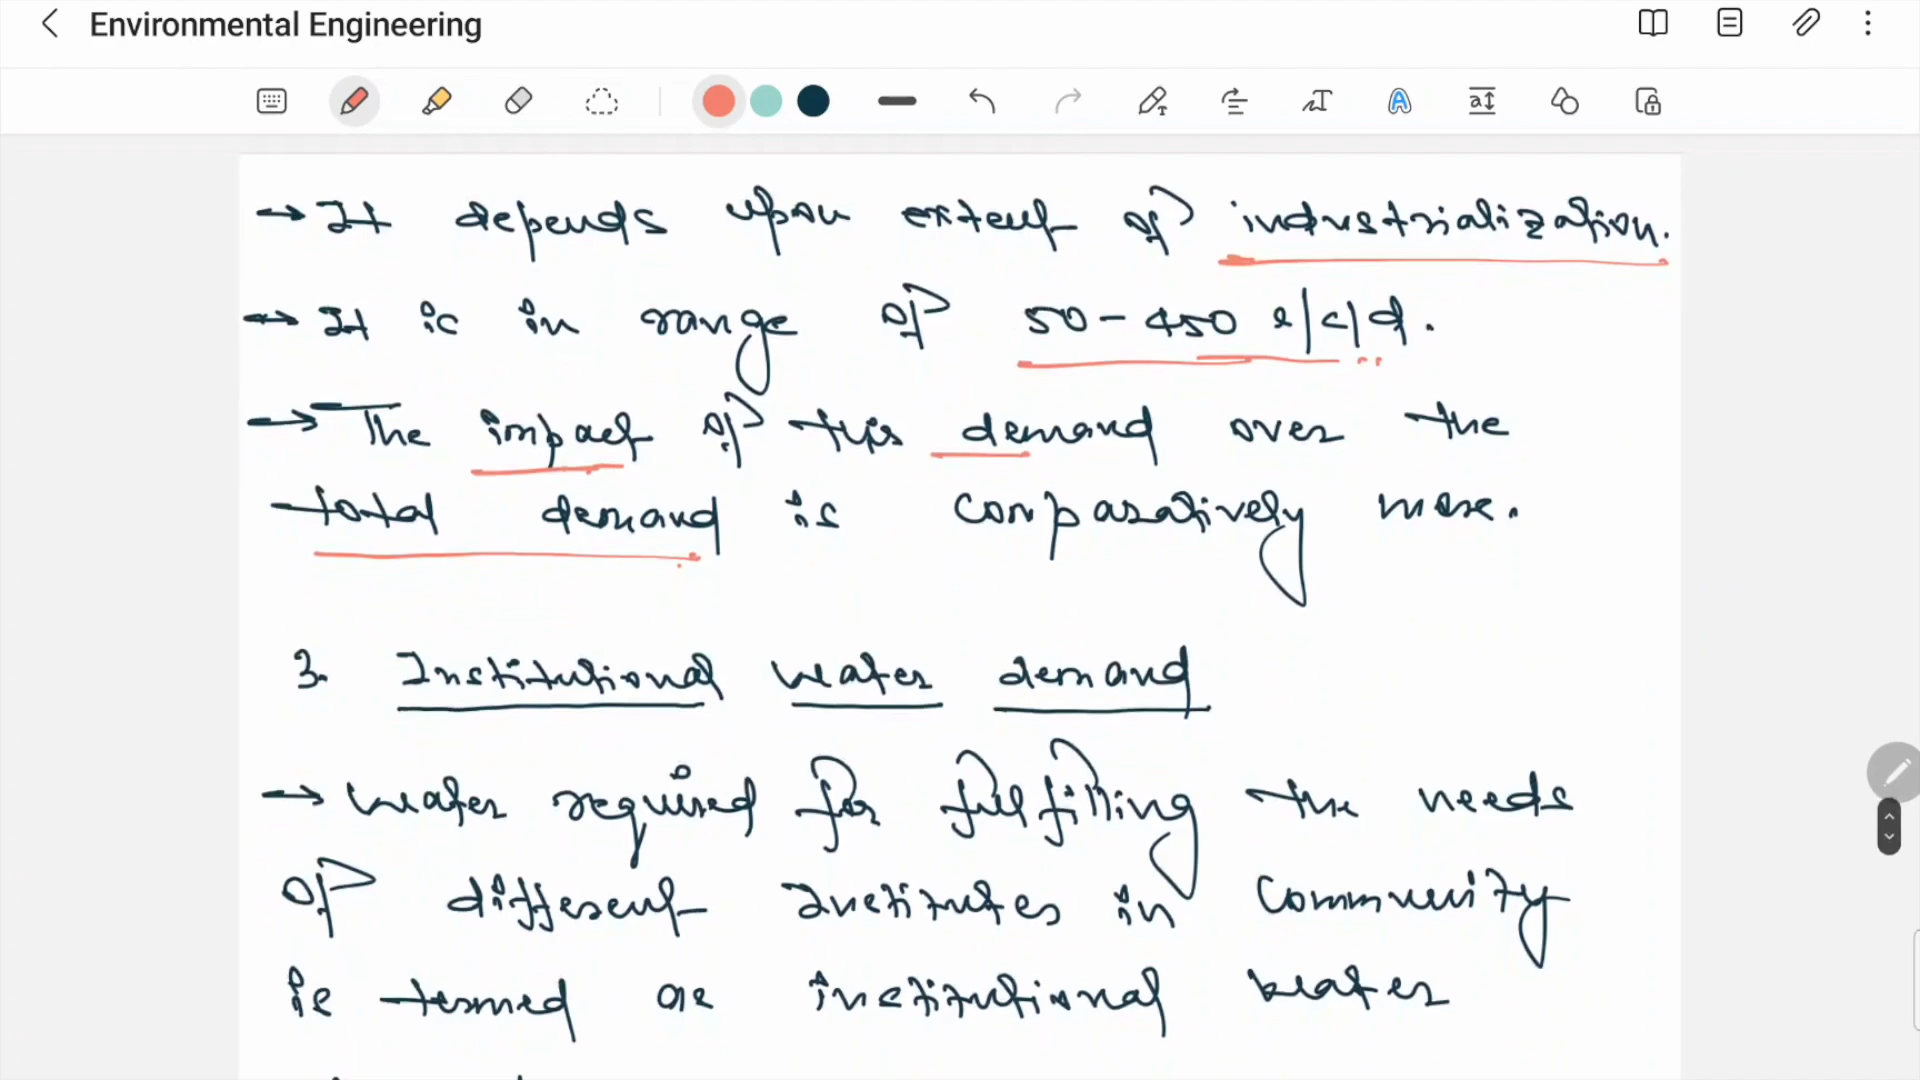 Environmental Engineering
→ It depends upon extent of industrialization.
→ It is in range of 50-450 l/c/d.
→ The impact of this demand over the
total demand is comparatively more.
3. Institutional water demand
→ Water required for fulfilling the needs
of different Institutes in community
is termed as institutional water